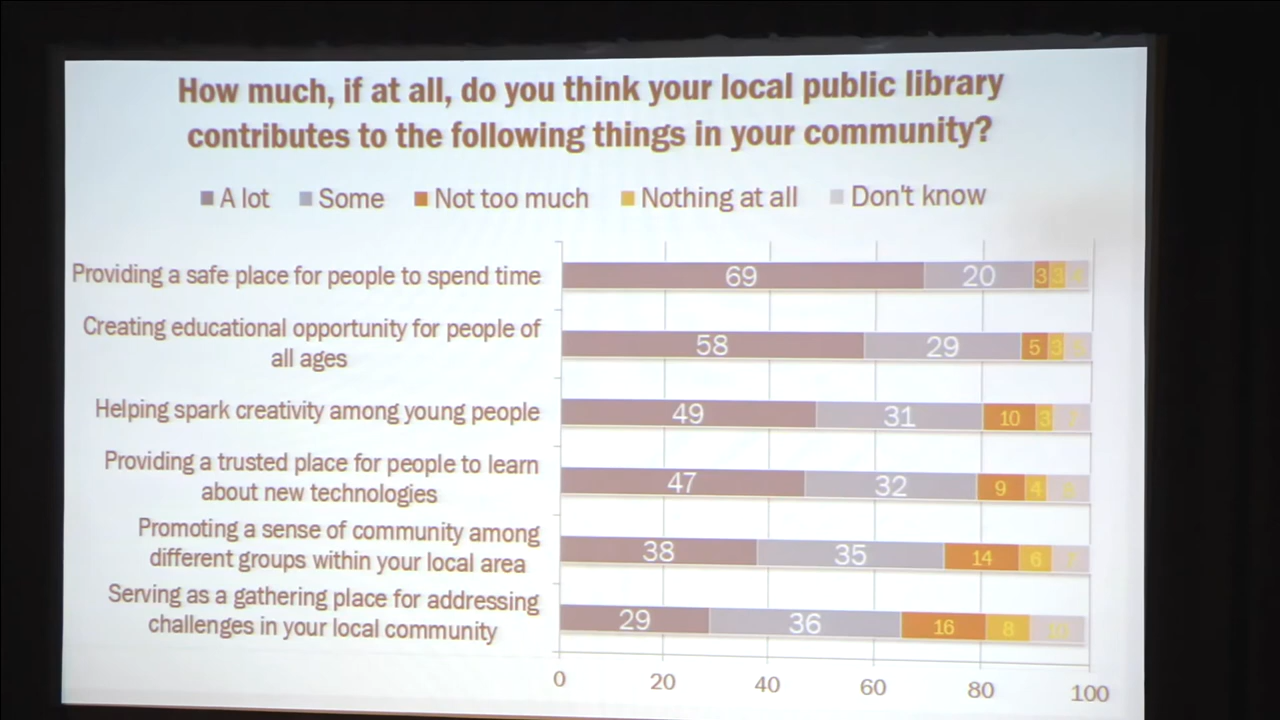 How much, if at all, do you think your local public library
contributes to the following things in your community?
A lot Some Not too much Nothing at all Don't know
Providing a safe place for people to spend time 69 20 3 3
Creating educational opportunity for people of
all ages 58 29 5 3
Helping spark creativity among young people 49 31 10 3
Providing a trusted place for people to learn
about new technologies 47 32 9 4
Promoting a sense of community among
different groups within your local area 38 35 14 6
Serving as a gathering place for addressing
challenges in your local community 29 36 16 8
0 20 40 60 80 100